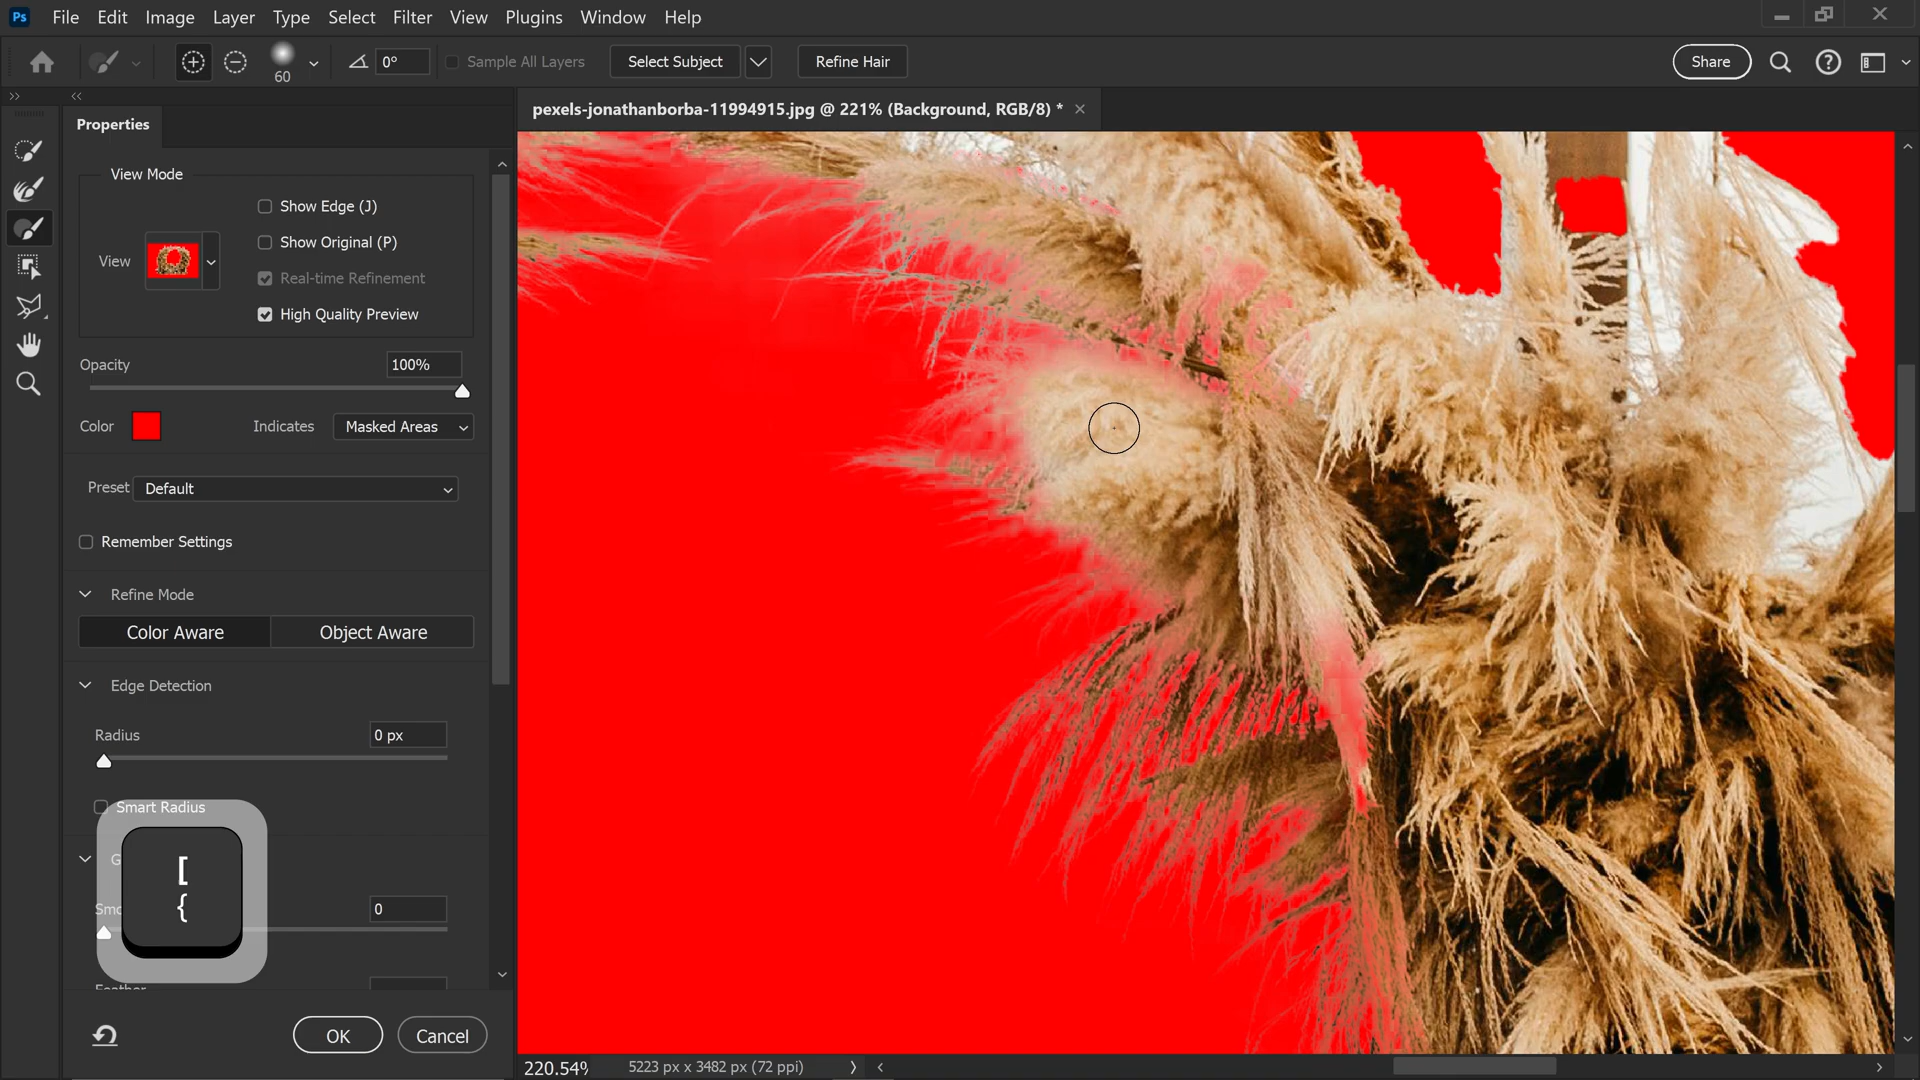 Ps File Edit Image Layer Type Select Filter View Plugins Window Help
60 0° Sample All Layers Select Subject Refine Hair Share
Properties
pexels-jonathanborba-11994915.jpg @ 221% (Background, RGB/8) *
View Mode
Show Edge (J)
Show Original (P)
View
Real-time Refinement
High Quality Preview
Opacity 100%
Color Indicates Masked Areas
Preset Default
Remember Settings
Refine Mode
Color Aware Object Aware
Edge Detection
Radius 0 px
Smart Radius
[
{
0
Feather
OK Cancel
220.54% 5223 px x 3482 px (72 ppi)